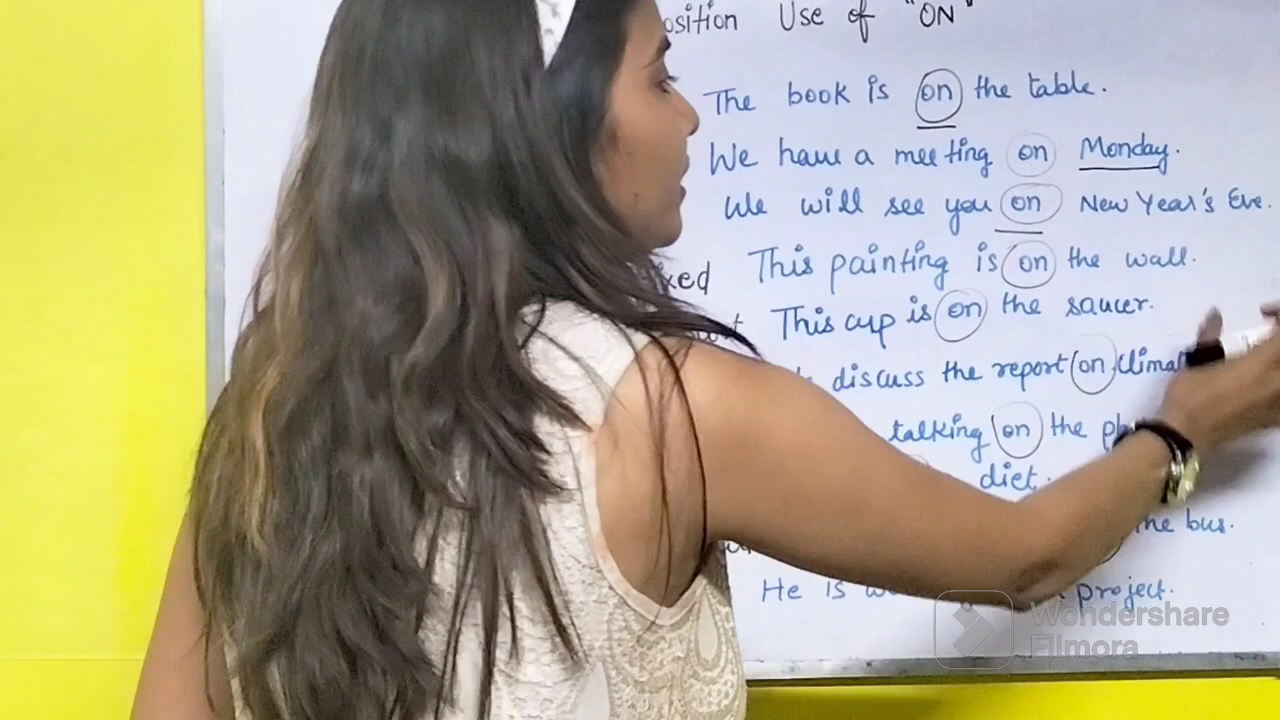 osition Use of "ON"
The book is on the table.
We have a meeting on Monday.
We will see you on New Year's Eve.
This painting is on the wall.
ixed
This cup is on the saucer.
discuss the report on Climat
talking on the
diet.
the bus.
He is project.
Wondershare
Filmora